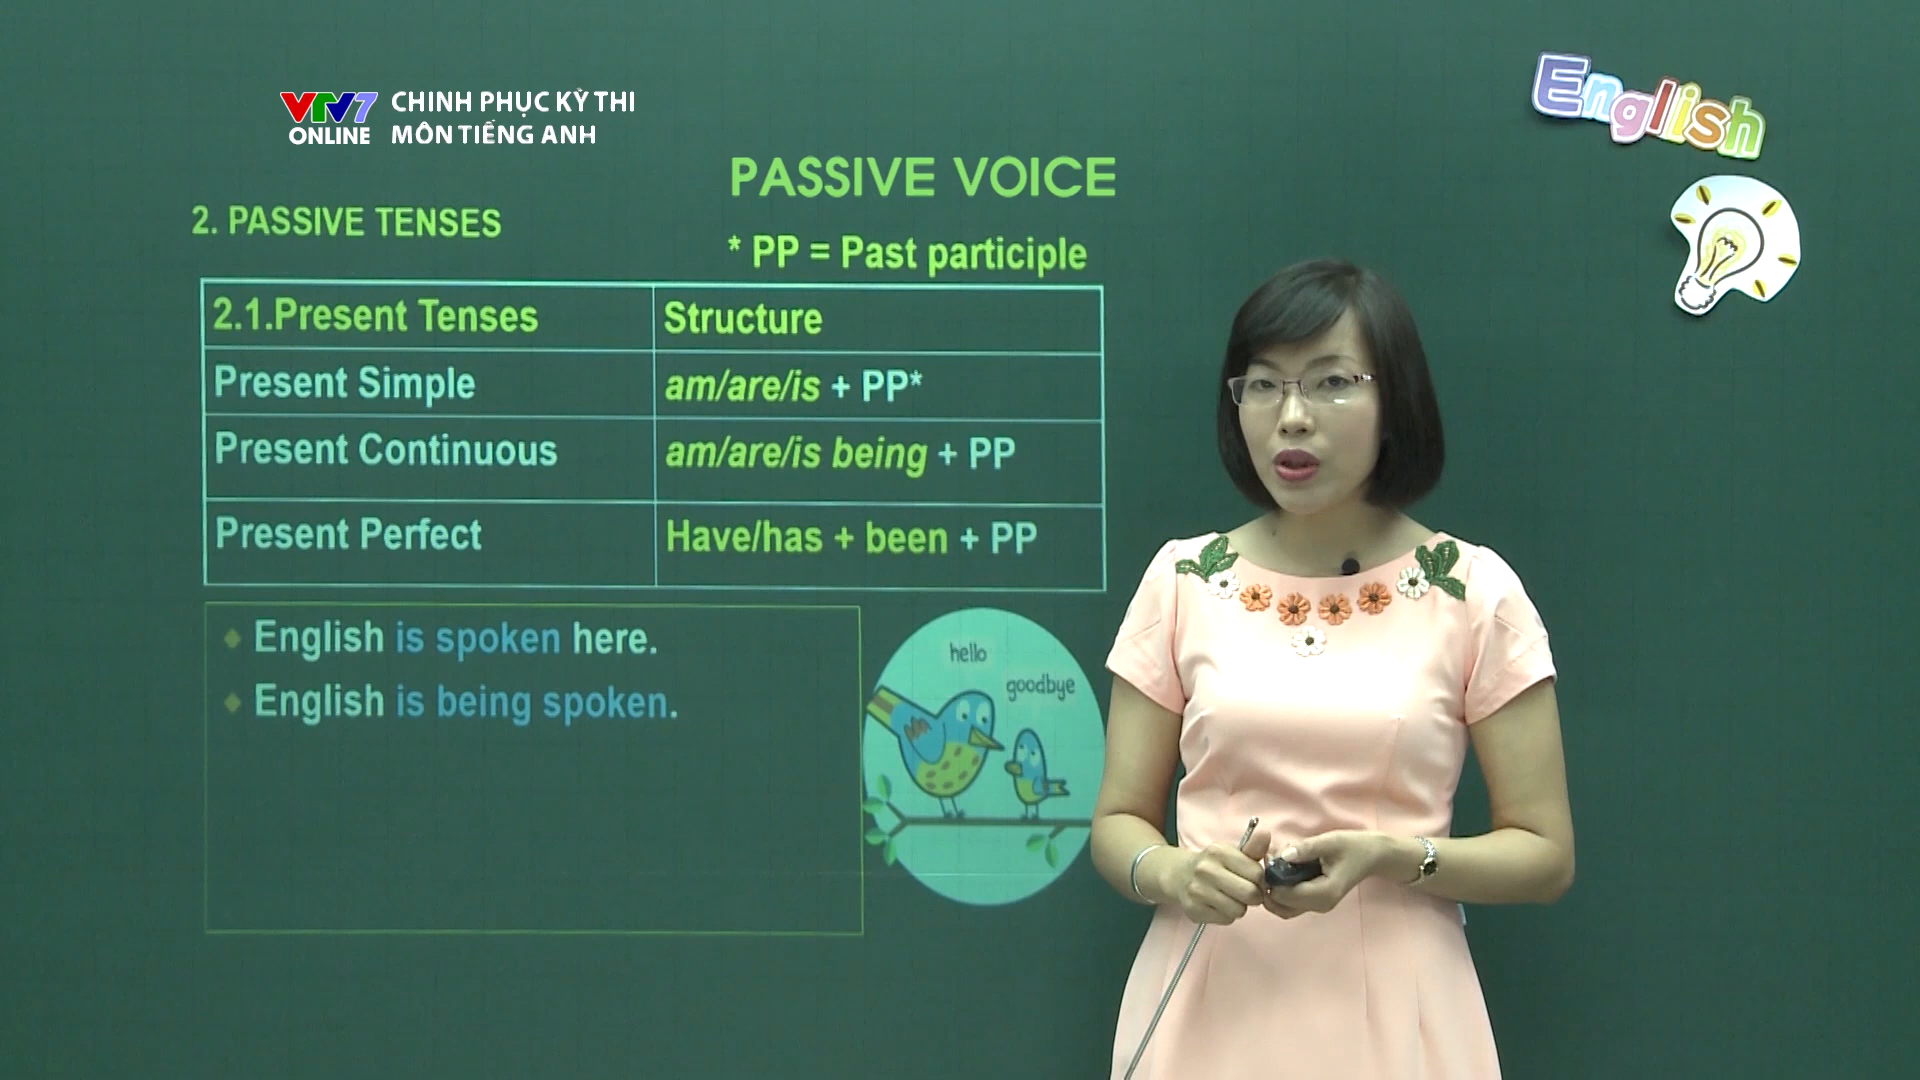 VTV7
ONLINE
CHINH PHỤC KỲ THI
MÔN TIẾNG ANH
English
PASSIVE VOICE
2. PASSIVE TENSES
* PP = Past participle
2.1.Present Tenses
Structure
Present Simple
am/are/is + PP*
Present Continuous
am/are/is being + PP
Present Perfect
Have/has + been + PP
English is spoken here.
English is being spoken.
hello
goodbye